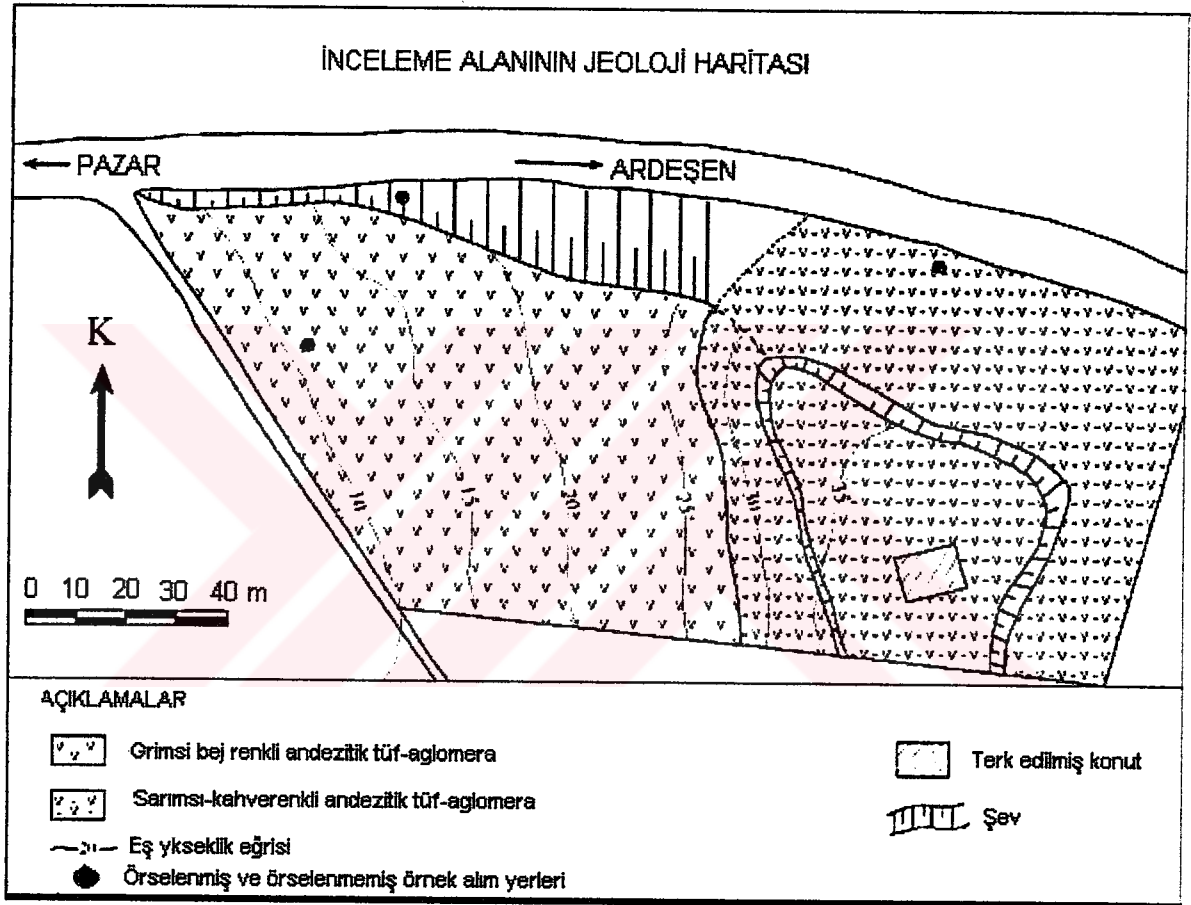 İNCELEME ALANININ JEOLOJİ HARİTASI
PAZAR
ARDEŞEN
K
10
15
20
25
30
35
0 10 20 30 40 m
AÇIKLAMALAR
Grimsi bej renkli andezitik tüf-aglomera
Sarımsı-kahverenkli andezitik tüf-aglomera
Eş ykseklik eğrisi
Örselenmiş ve örselenmemiş örnek alım yerleri
Terk edilmiş konut
Şev